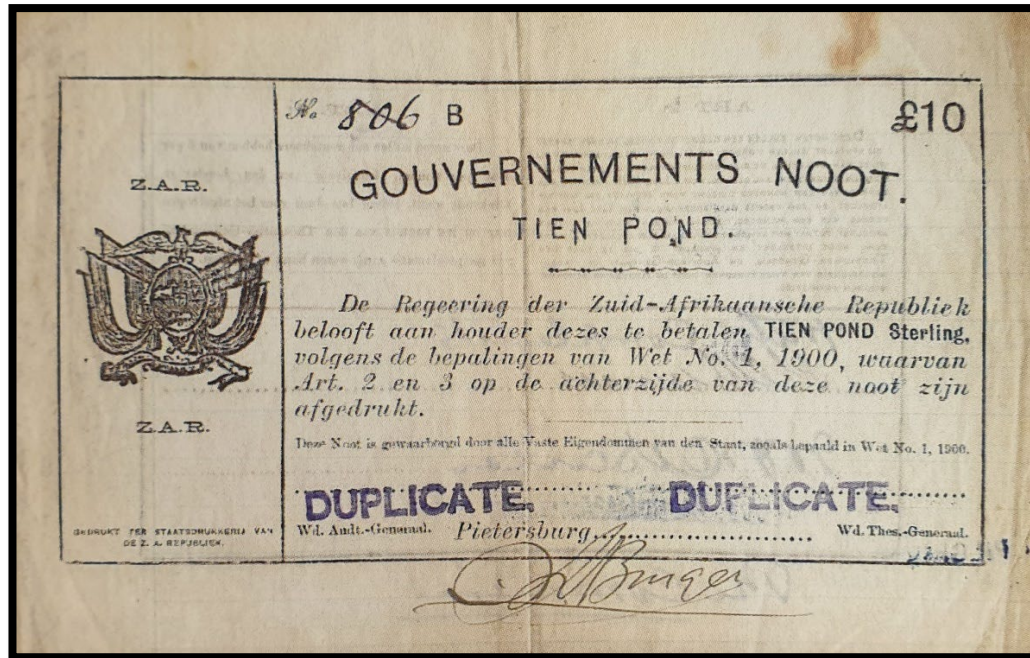 No 806 B
£10
Z.A.R.
GOUVERNEMENTS NOOT.
TIEN POND.
De Regeering der Zuid-Afrikaansche Republiek
belooft aan houder dezes te betalen TIEN POND Sterling,
volgens de bepalingen van Wet No. 1, 1900, waarvan
Art. 2 en 3 op de achterzijde van deze noot zijn
afgedrukt.
Z.A.R.
Deze Noot is gewaarborgd door alle Vaste Eigendommen van den Staat, zooals bepaald in Wet No. 1, 1900.
DUPLICATE. DUPLICATE.
Wd. Audt.-Generaal. Pietersburg, Wd. Thes.-Generaal.
GEDRUKT TER STAATSDRUKKERIJ VAN
DE Z. A. REPUBLIEK.
Burger